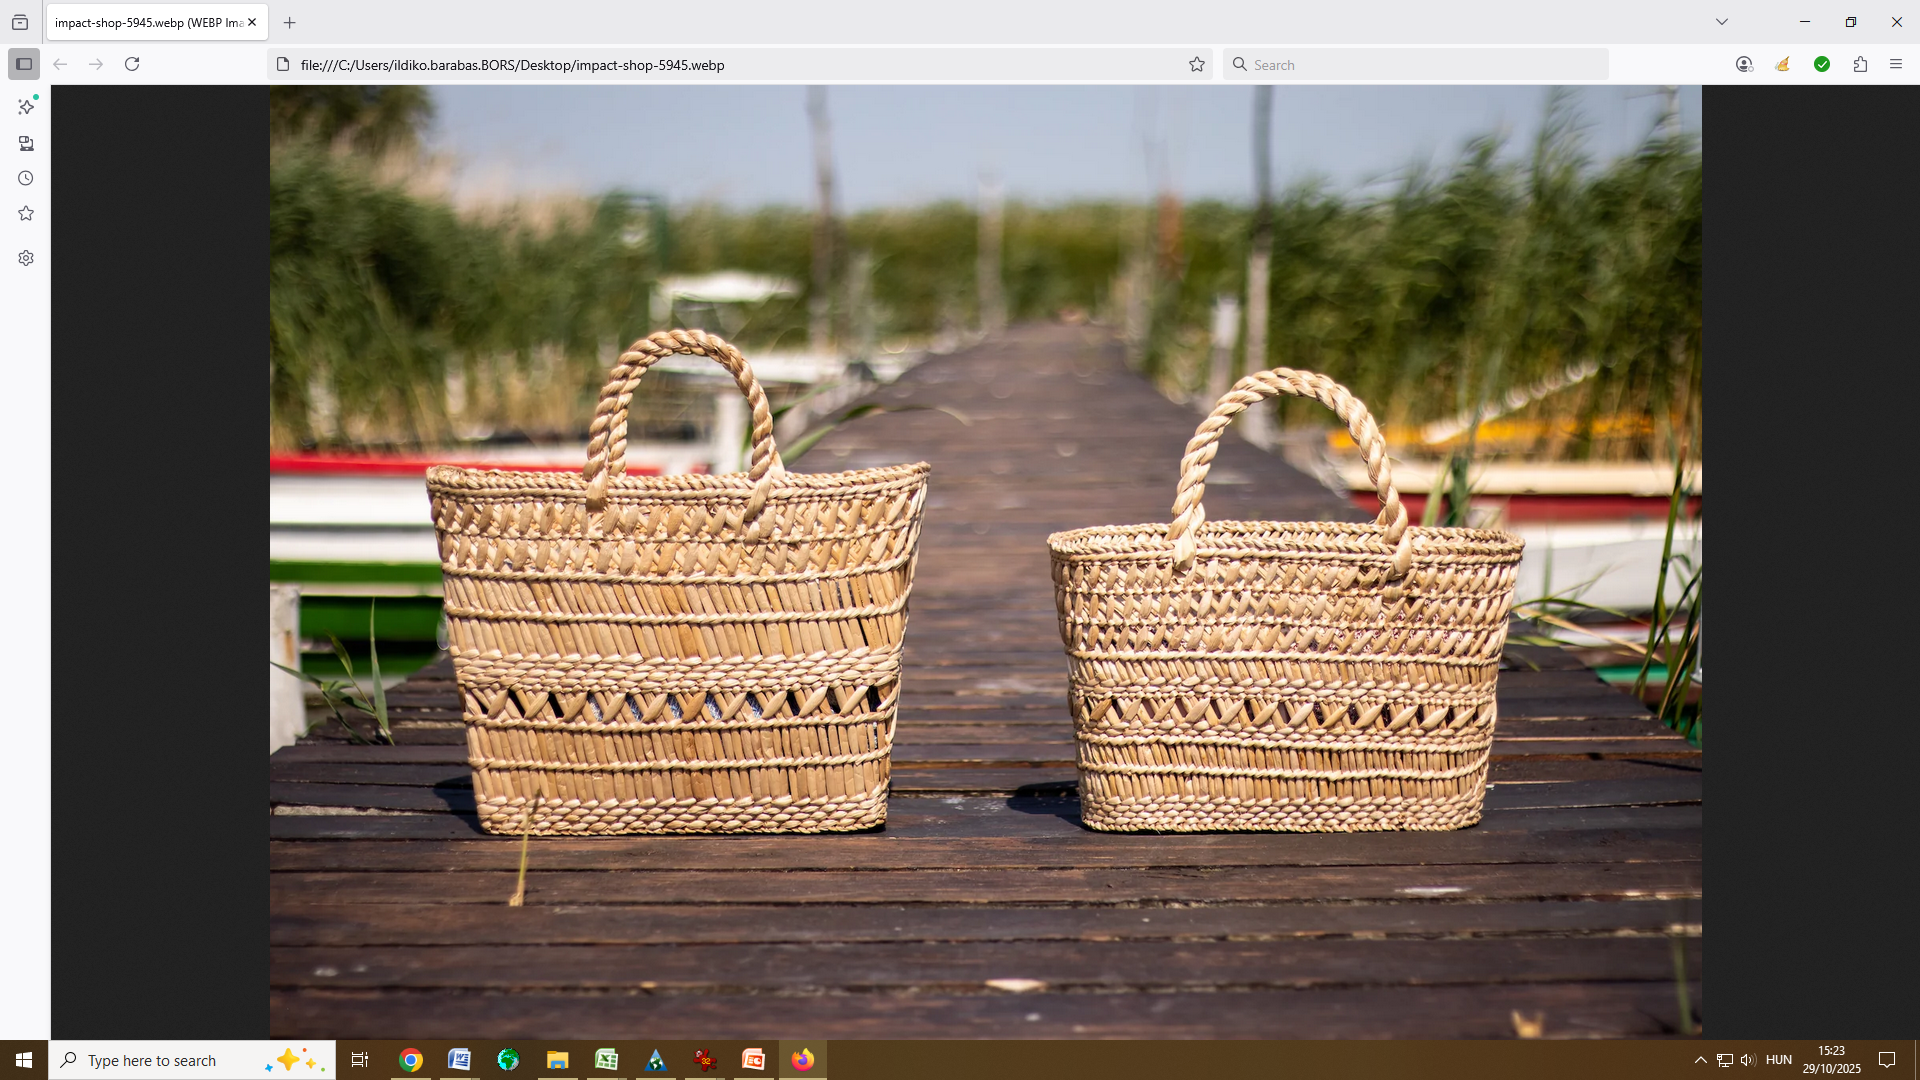 impact-shop-5945.webp (WEBP Ima
file:///C:/Users/ildiko.barabas.BORS/Desktop/impact-shop-5945.webp
Search
Type here to search
32
HUN
15:23
29/10/2025